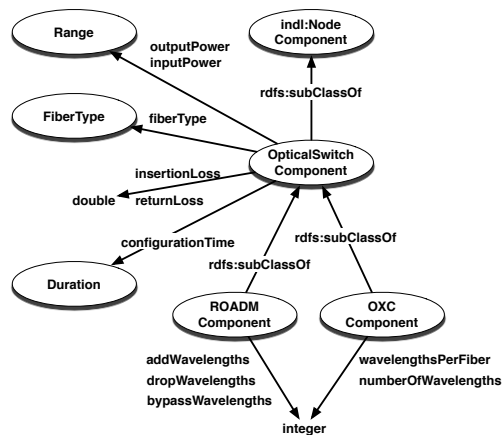 Range
outputPower
inputPower
indl:Node
Component
rdfs:subClassOf
FiberType
fiberType
OpticalSwitch
Component
insertionLoss
double
returnLoss
configurationTime
rdfs:subClassOf
rdfs:subClassOf
Duration
ROADM
Component
OXC
Component
addWavelengths
dropWavelengths
bypassWavelengths
wavelengthsPerFiber
numberOfWavelengths
integer